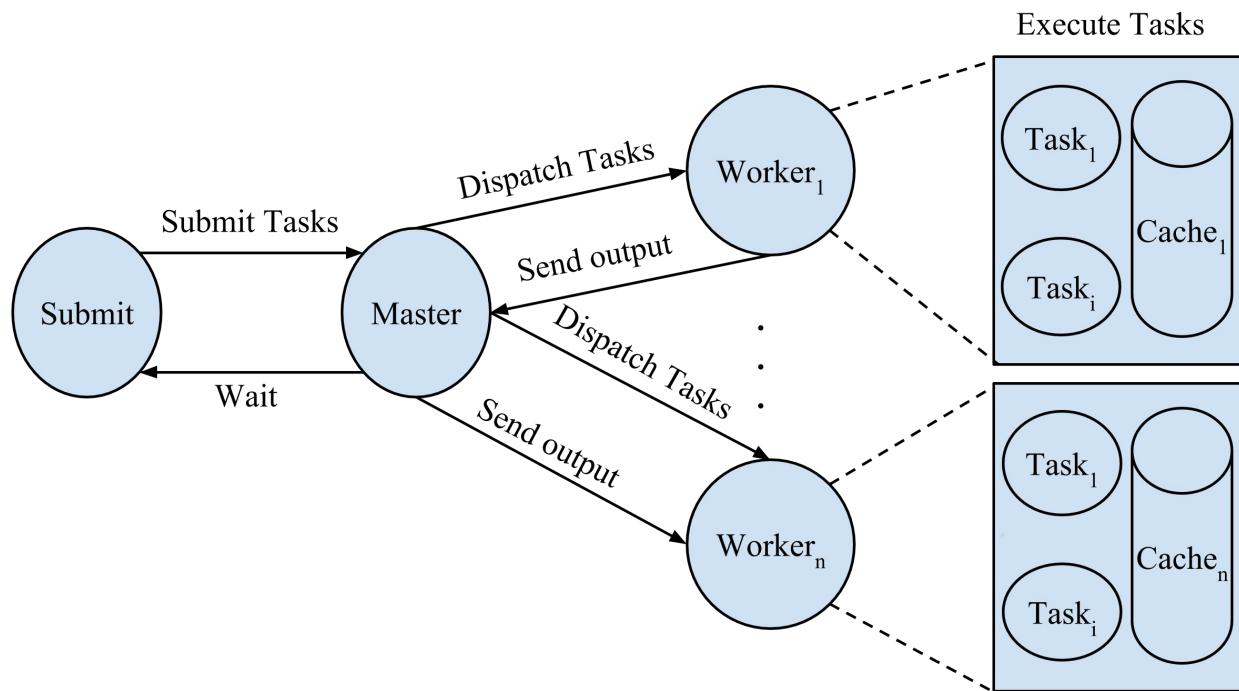 Execute Tasks
Submit Tasks
Dispatch Tasks
Send output
Submit
Master
Wait
Dispatch Tasks
Send output
Worker₁
Workerₙ
Task₁
Taskᵢ
Cache₁
Task₁
Taskᵢ
Cacheₙ